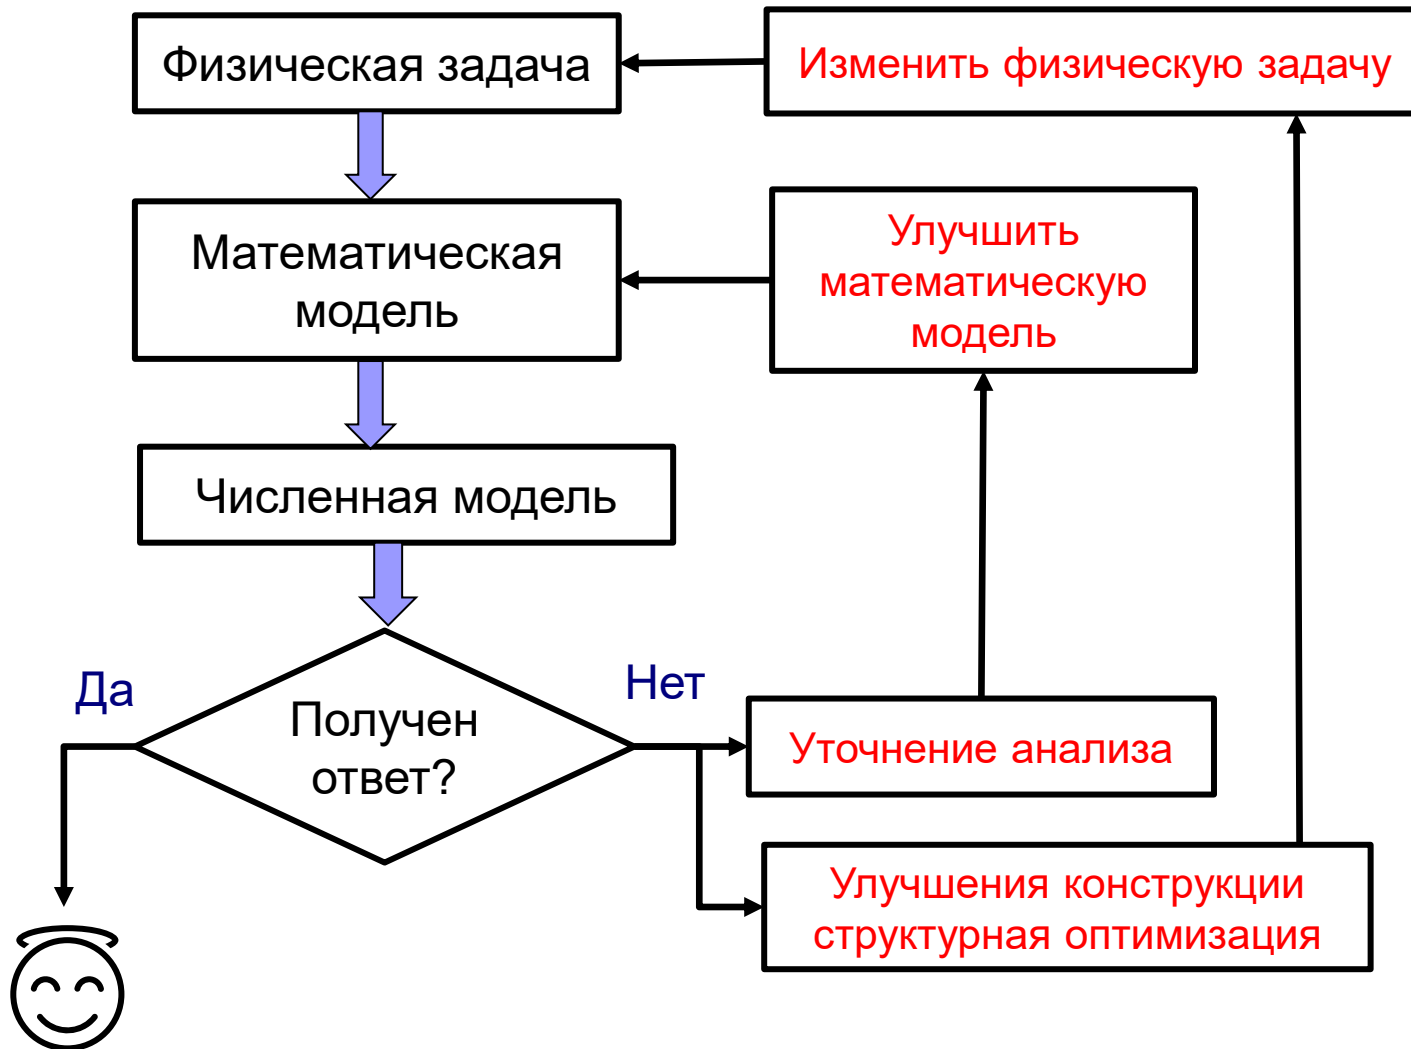 Физическая задача
Изменить физическую задачу
Математическая
модель
Улучшить
математическую
модель
Численная модель
Да
Нет
Получен
ответ?
Уточнение анализа
Улучшения конструкции
структурная оптимизация